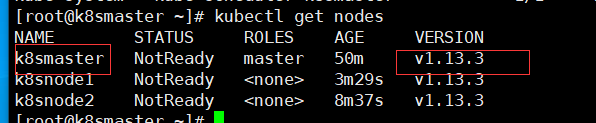 [root@k8smaster ~]# kubectl get nodes
NAME STATUS ROLES AGE VERSION
k8smaster NotReady master 50m v1.13.3
k8snode1 NotReady <none> 3m29s v1.13.3
k8snode2 NotReady <none> 8m37s v1.13.3
[root@k8smaster ~]#